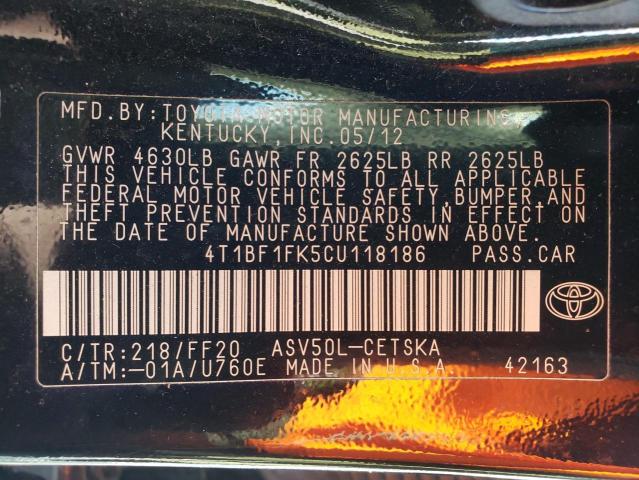 MFD.BY:TOYOTA MOTOR MANUFACTURING,
KENTUCKY,INC.05/12
GVWR 4630LB GAWR FR 2625LB RR 2625LB
THIS VEHICLE CONFORMS TO ALL APPLICABLE
FEDERAL MOTOR VEHICLE SAFETY,BUMPER,AND
THEFT PREVENTION STANDARDS IN EFFECT ON
THE DATE OF MANUFACTURE SHOWN ABOVE.
4T1BF1FK5CU118186 PASS.CAR
C/TR:218/FF20 ASV50L-CETSKA
A/TM:-01A/U760E MADE IN U.S.A. 42163